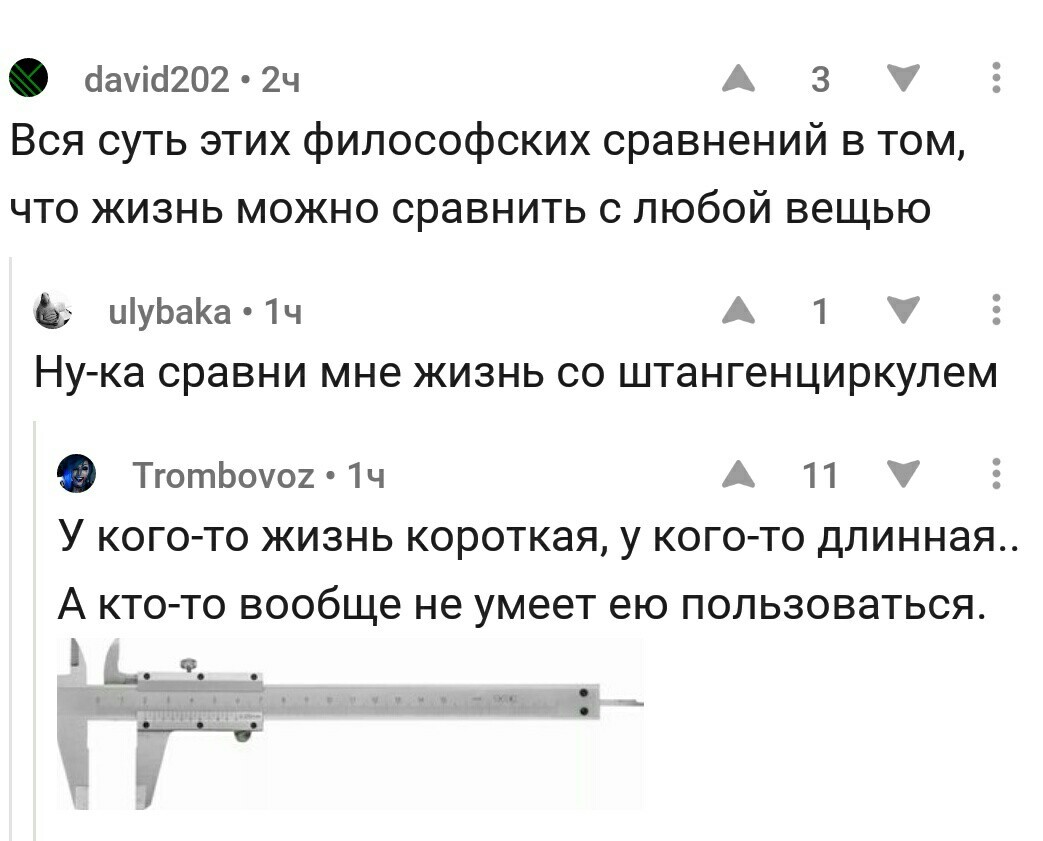 david202 • 2ч 3
Вся суть этих философских сравнений в том,
что жизнь можно сравнить с любой вещью
ulybaka • 1ч 1
Ну-ка сравни мне жизнь со штангенциркулем
Trombovoz • 1ч 11
У кого-то жизнь короткая, у кого-то длинная..
А кто-то вообще не умеет ею пользоваться.